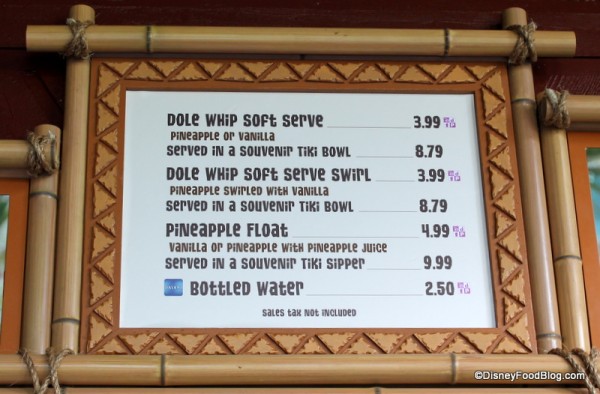 DOLE WHIP SOFT SERVE 3.99
PINEAPPLE OR VANILLA
SERVED IN A SOUVENIR TIKI BOWL 8.79
DOLE WHIP SOFT SERVE SWIRL 3.99
PINEAPPLE SWIRLED WITH VANILLA
SERVED IN A SOUVENIR TIKI BOWL 8.79
PINEAPPLE FLOAT 4.99
VANILLA OR PINEAPPLE WITH PINEAPPLE JUICE
SERVED IN A SOUVENIR TIKI SIPPER 9.99
BOTTLED WATER 2.50
SALES TAX NOT INCLUDED
©DisneyFoodBlog.com